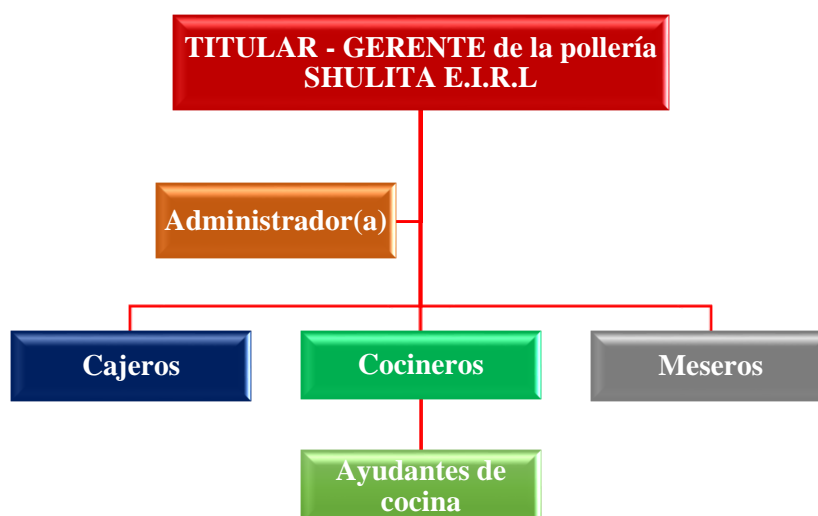 TITULAR - GERENTE de la pollería
SHULITA E.I.R.L
Administrador(a)
Cajeros
Cocineros
Meseros
Ayudantes de
cocina